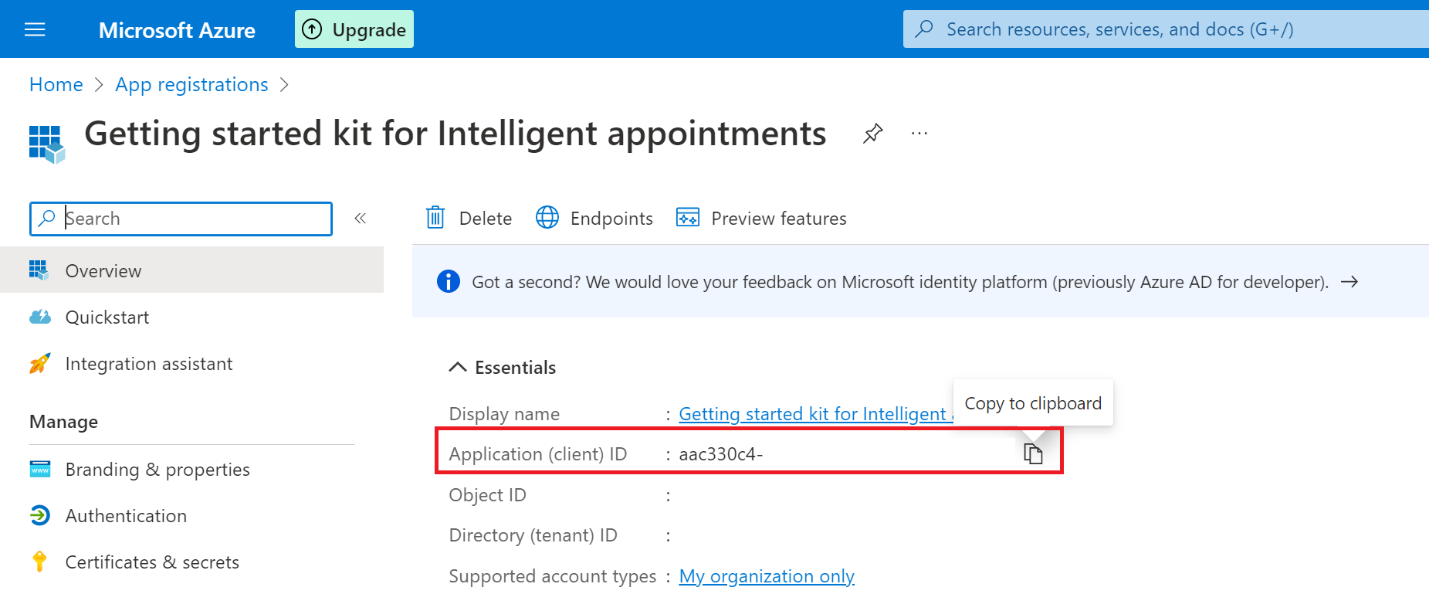 Microsoft Azure
Upgrade
Search resources, services, and docs (G+/)
Home > App registrations >
Getting started kit for Intelligent appointments
Search
Delete Endpoints Preview features
Overview
Quickstart
Integration assistant
Manage
Branding & properties
Authentication
Certificates & secrets
Got a second? We would love your feedback on Microsoft identity platform (previously Azure AD for developer). →
Essentials
Copy to clipboard
Display name : Getting started kit for Intelligent
Application (client) ID : aac330c4-
Object ID :
Directory (tenant) ID :
Supported account types : My organization only